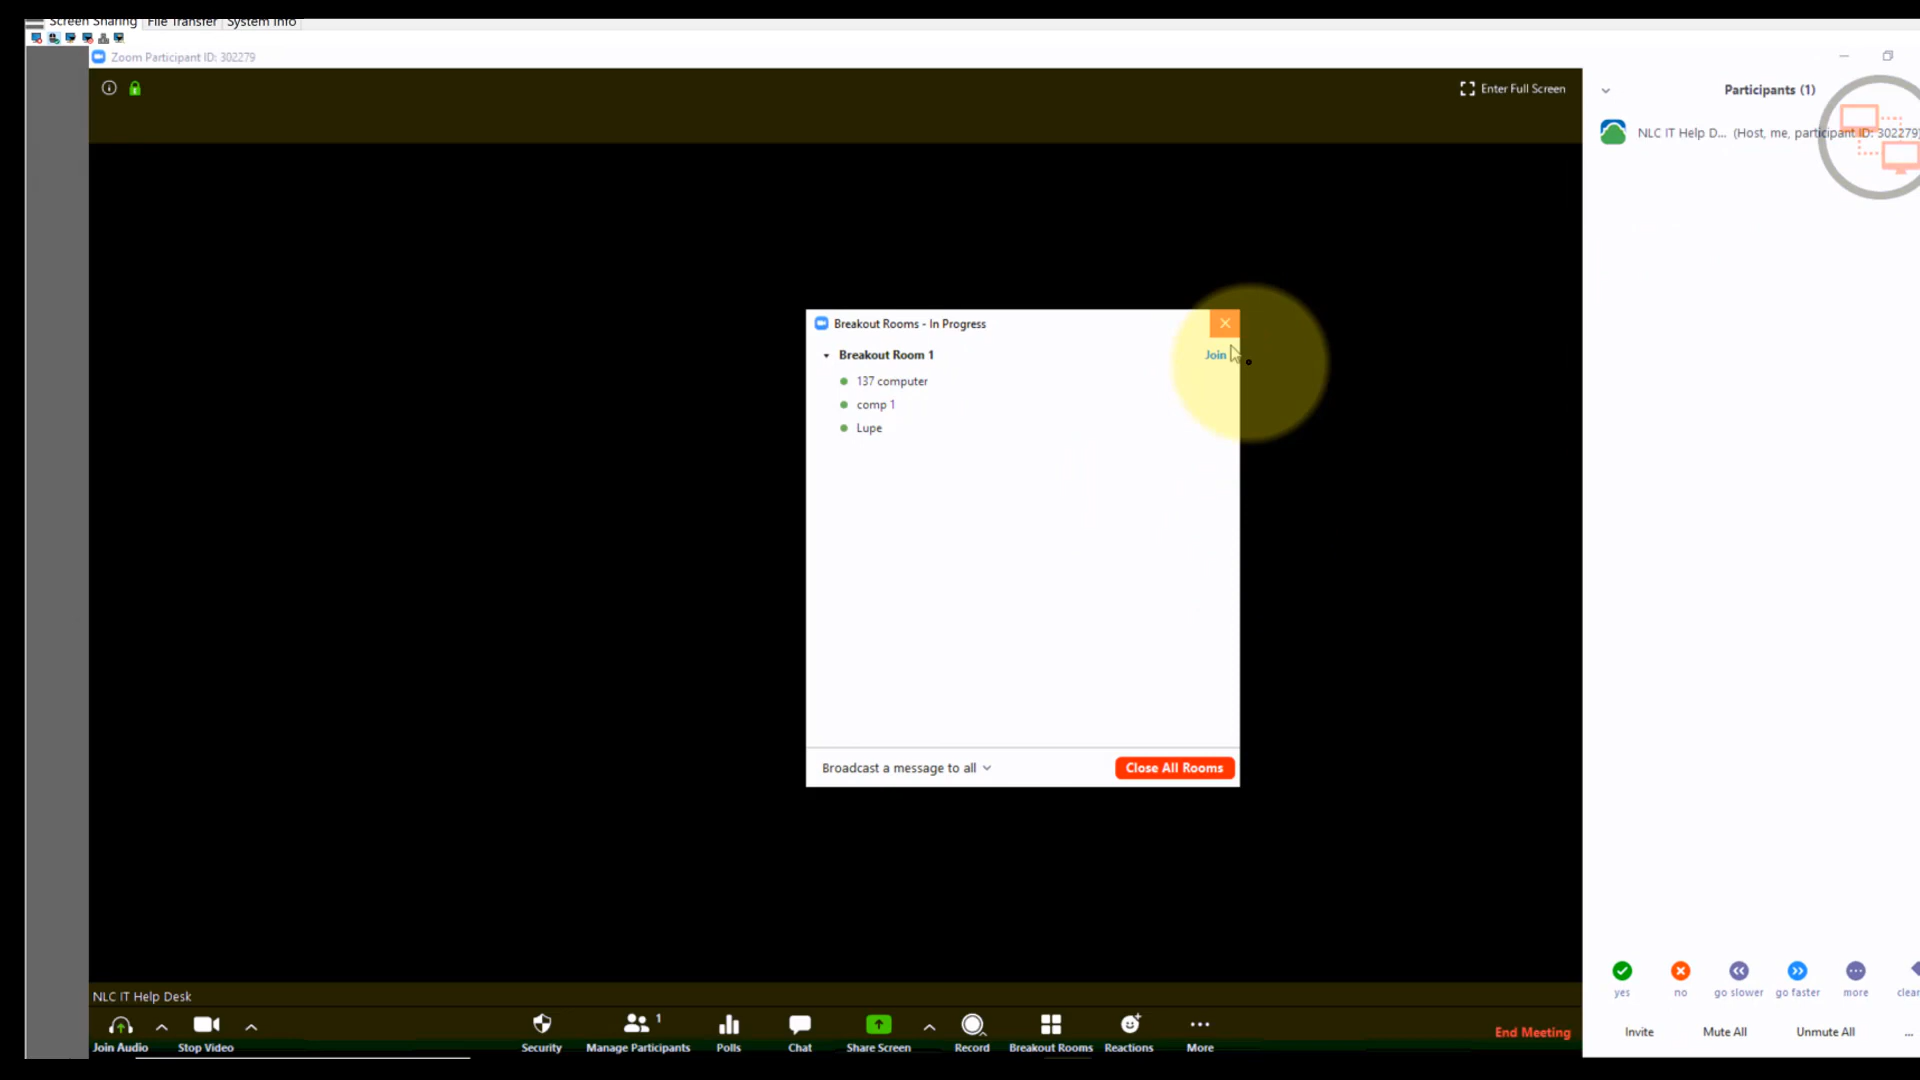 Screen Sharing File Transfer System Info
Zoom Participant ID: 302279
Enter Full Screen
Participants (1)
NLC IT Help D... (Host, me, participant ID: 302279)
Breakout Rooms - In Progress
Breakout Room 1 Join
137 computer
comp 1
Lupe
Broadcast a message to all Close All Rooms
NLC IT Help Desk
yes no go slower go faster more clear
1
Join Audio Stop Video Security Manage Participants Polls Chat Share Screen Record Breakout Rooms Reactions More End Meeting
Invite Mute All Unmute All ...